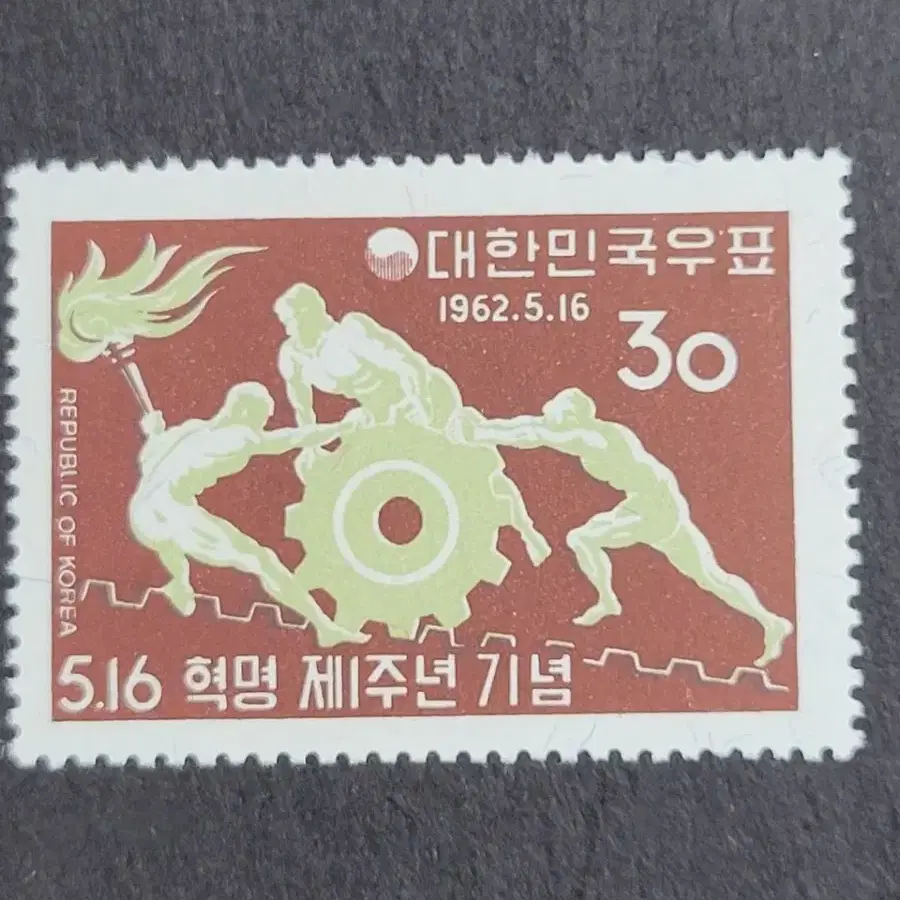 대한민국우표
1962.5.16
30
REPUBLIC OF KOREA
5.16 혁명 제1주년 기념